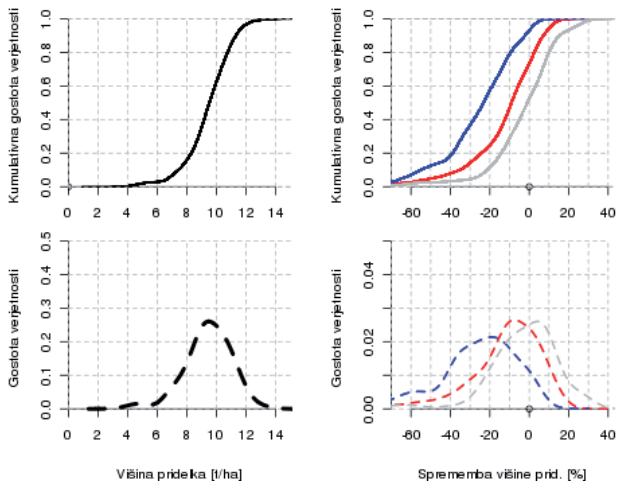 Kumulativna gostota verjetnosti
0.0 0.2 0.4 0.6 0.8 1.0
0 2 4 6 8 10 12 14
Kumulativna gostota verjetnosti
0.0 0.2 0.4 0.6 0.8 1.0
-60 -40 -20 0 20 40
Gostota verjetnosti
0.0 0.1 0.2 0.3 0.4 0.5
0 2 4 6 8 10 12 14
Višina pridelka [t/ha]
Gostota verjetnosti
0.00 0.02 0.04
-60 -40 -20 0 20 40
Sprememba višine prid. [%]